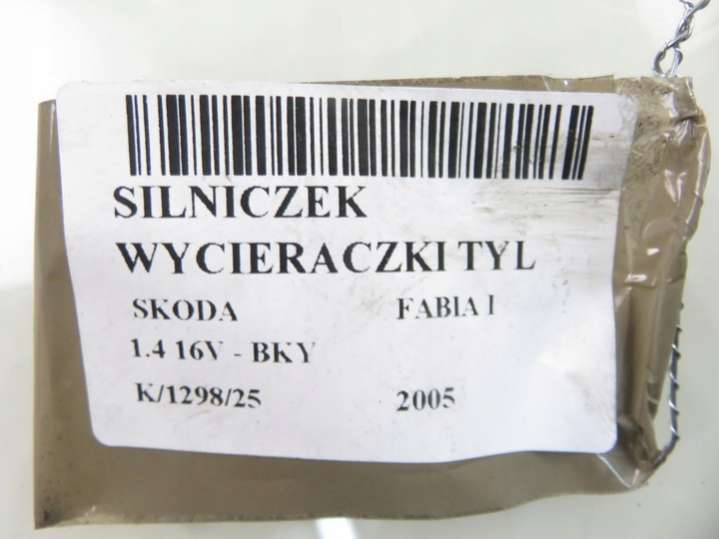 SILNICZEK
WYCIERACZKI TYL
SKODA FABIA I
1.4 16V - BKY
K/1298/25 2005